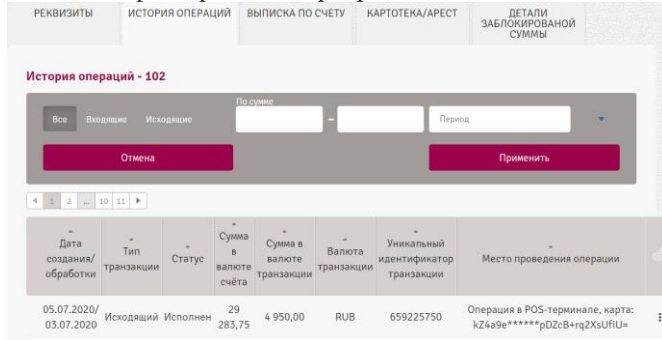 РЕКВИЗИТЫ
ИСТОРИЯ ОПЕРАЦИЙ
ВЫПИСКА ПО СЧЕТУ
КАРТОТЕКА/АРЕСТ
ДЕТАЛИ
ЗАБЛОКИРОВАНОЙ
СУММЫ
История операций - 102
По сумме
Все Входящие Исходящие
–
Период
Отмена
Применить
1 2 ... 10 11
Дата
создания/
обработки
Тип
транзакции
Статус
Сумма
в
валюте
счёта
Сумма в
валюте
транзакции
Валюта
транзакции
Уникальный
идентификатор
транзакции
Место проведения операции
05.07.2020/
03.07.2020
Исходящий
Исполнен
29
283,75
4 950,00
RUB
659225750
Операция в POS-терминале, карта:
kZ4a9e******pDZcB+rq2XsUfiU=